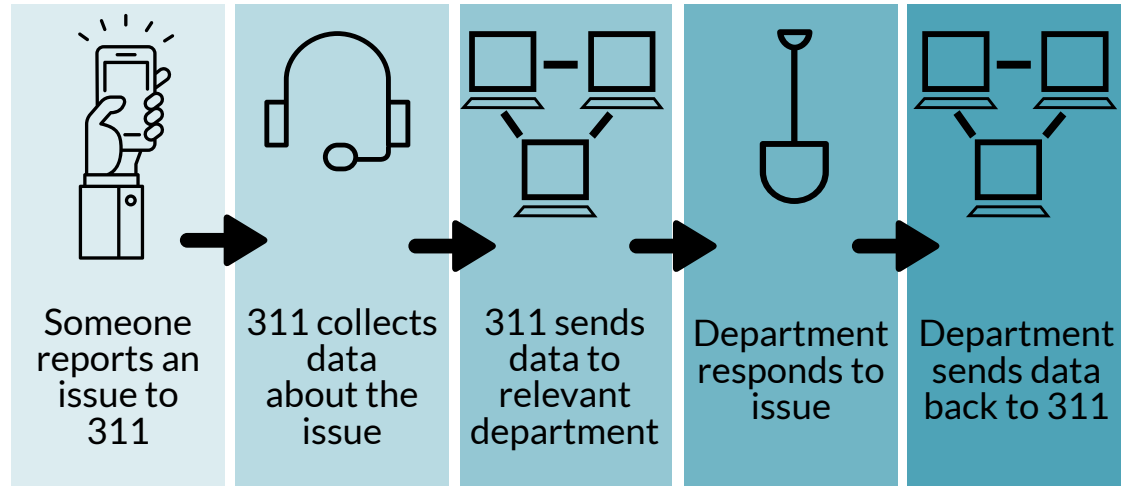 Someone
reports an
issue to
311
311 collects
data
about the
issue
311 sends
data to
relevant
department
Department
responds to
issue
Department
sends data
back to 311